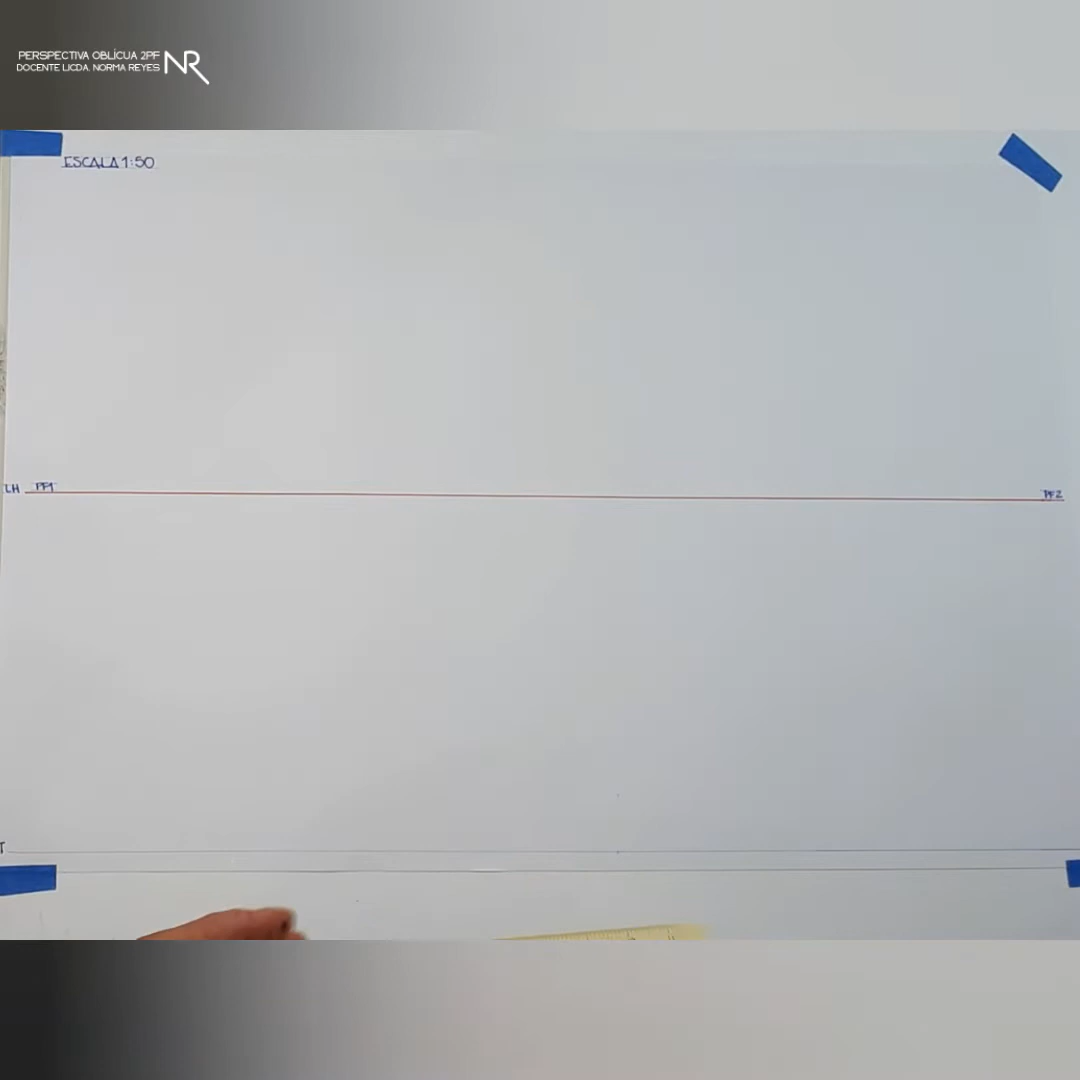 PERSPECTIVA OBLÍCUA 2PF
DOCENTE LICDA. NORMA REYES
NR
ESCALA 1:50
LH PF1
PF2
T